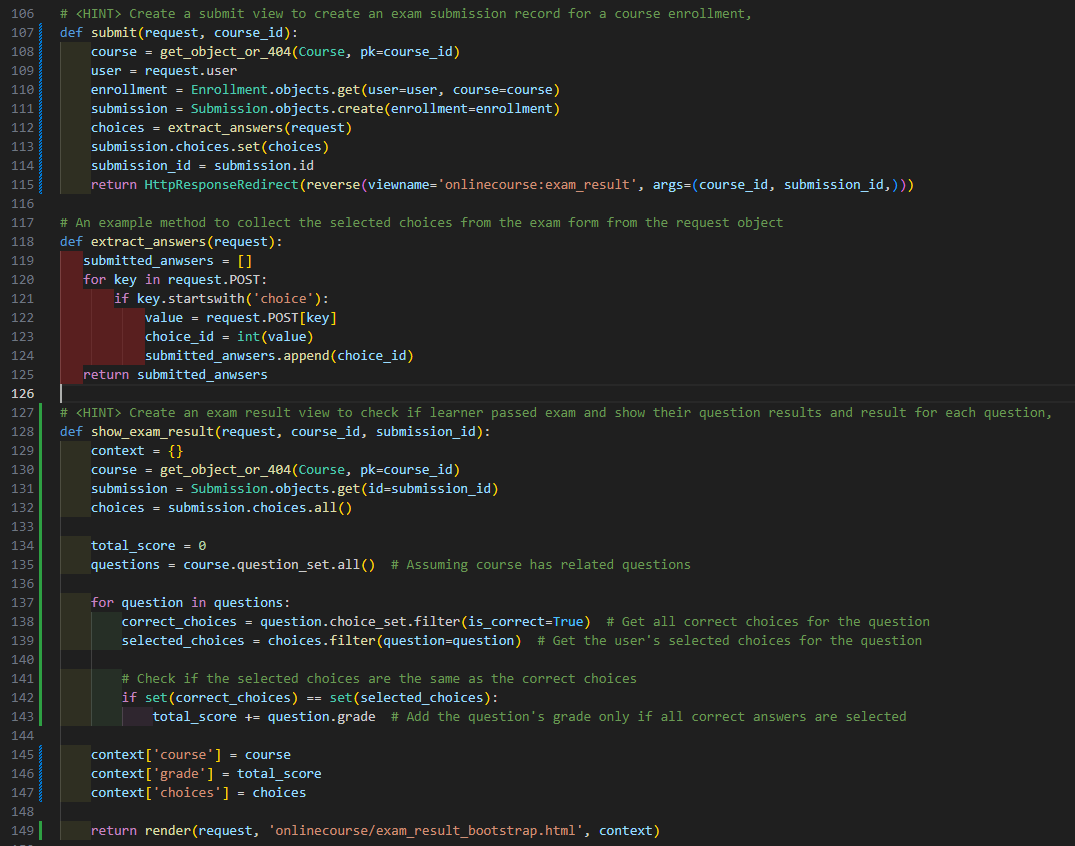 106 # <HINT> Create a submit view to create an exam submission record for a course enrollment,
107 def submit(request, course_id):
108     course = get_object_or_404(Course, pk=course_id)
109     user = request.user
110     enrollment = Enrollment.objects.get(user=user, course=course)
111     submission = Submission.objects.create(enrollment=enrollment)
112     choices = extract_answers(request)
113     submission.choices.set(choices)
114     submission_id = submission.id
115     return HttpResponseRedirect(reverse(viewname='onlinecourse:exam_result', args=(course_id, submission_id,)))
116
117 # An example method to collect the selected choices from the exam form from the request object
118 def extract_answers(request):
119    submitted_anwsers = []
120    for key in request.POST:
121        if key.startswith('choice'):
122            value = request.POST[key]
123            choice_id = int(value)
124            submitted_anwsers.append(choice_id)
125    return submitted_anwsers
126
127 # <HINT> Create an exam result view to check if learner passed exam and show their question results and result for each question,
128 def show_exam_result(request, course_id, submission_id):
129     context = {}
130     course = get_object_or_404(Course, pk=course_id)
131     submission = Submission.objects.get(id=submission_id)
132     choices = submission.choices.all()
133
134     total_score = 0
135     questions = course.question_set.all()  # Assuming course has related questions
136
137     for question in questions:
138         correct_choices = question.choice_set.filter(is_correct=True)  # Get all correct choices for the question
139         selected_choices = choices.filter(question=question)  # Get the user's selected choices for the question
140
141         # Check if the selected choices are the same as the correct choices
142         if set(correct_choices) == set(selected_choices):
143             total_score += question.grade  # Add the question's grade only if all correct answers are selected
144
145     context['course'] = course
146     context['grade'] = total_score
147     context['choices'] = choices
148
149     return render(request, 'onlinecourse/exam_result_bootstrap.html', context)